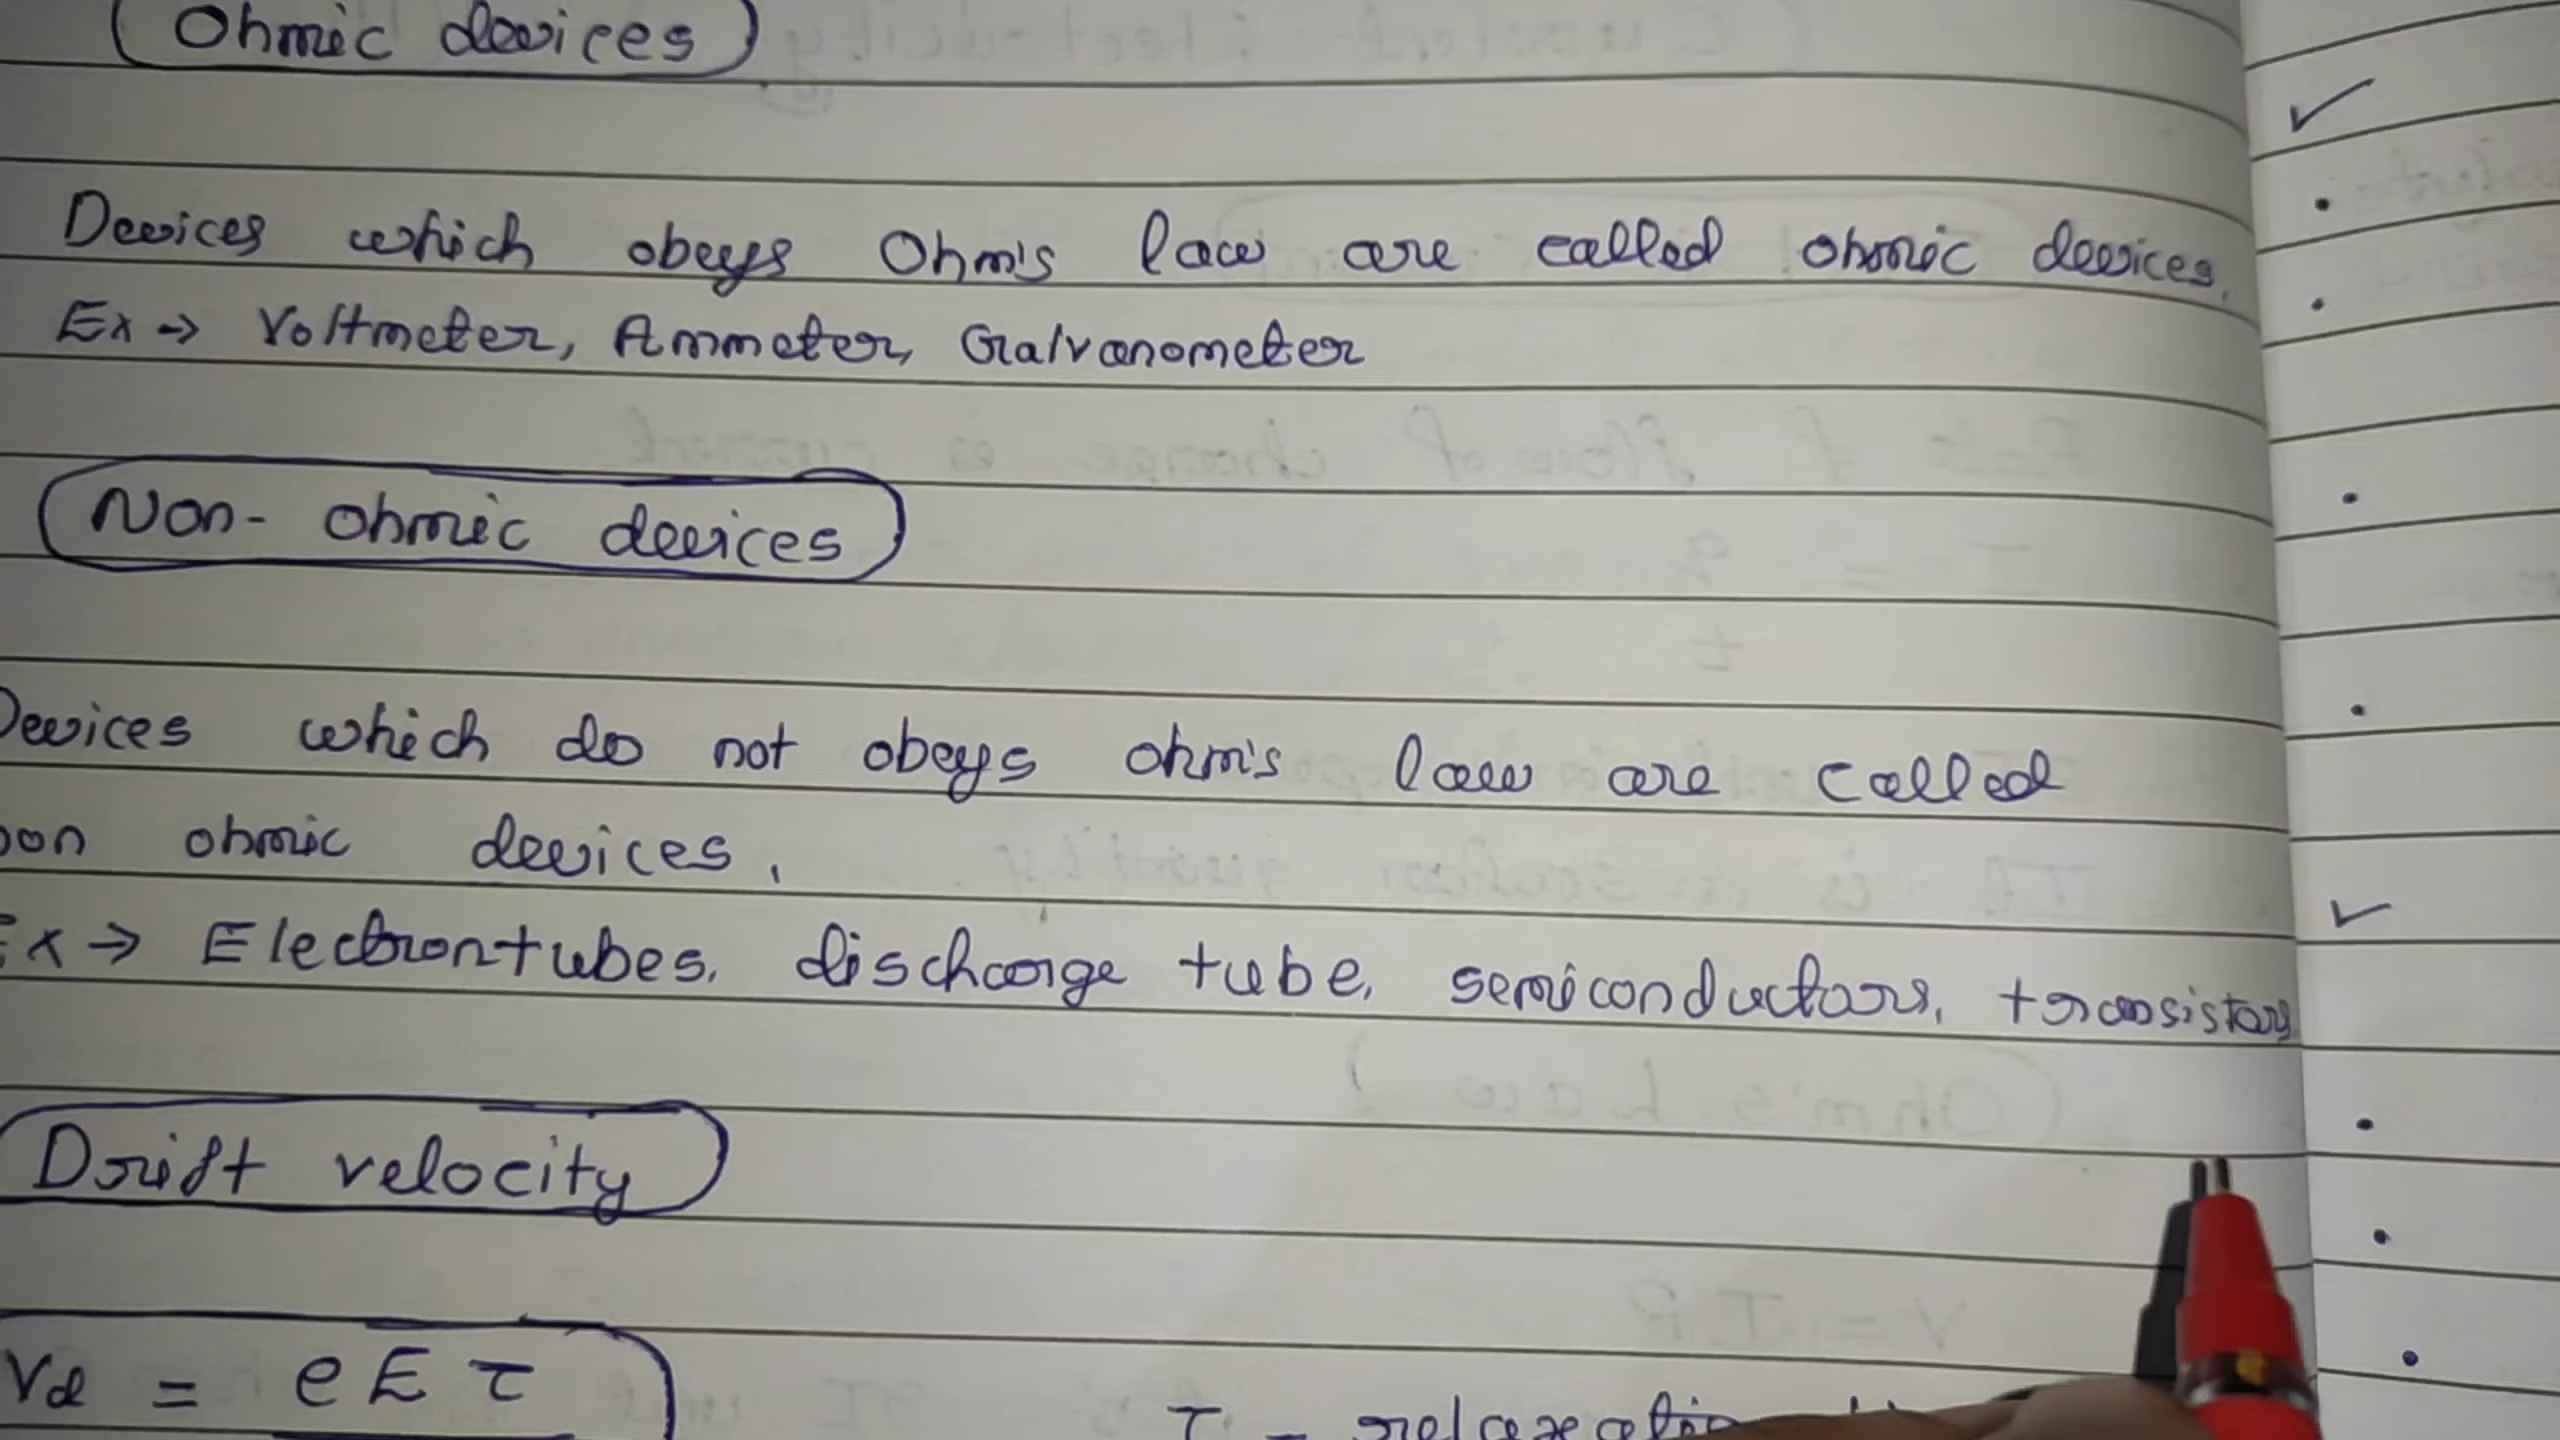 Ohmic devices
Devices which obeys Ohm's law are called ohmic devices.
Ex → Voltmeter, Ammeter, Galvanometer
Non- ohmic devices
Devices which do not obeys ohm's law are called
non ohmic devices.
Ex → Electrontubes, discharge tube, semiconductors, transistors
Drift velocity
Vd = e E τ
τ - relaxation